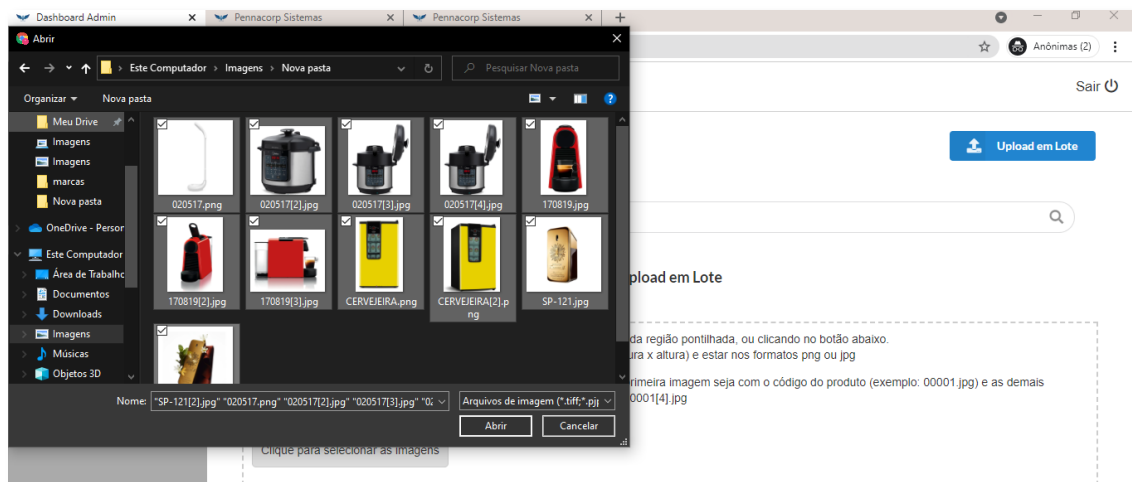 Dashboard Admin
Pennacorp Sistemas
Pennacorp Sistemas
Abrir
Este Computador > Imagens > Nova pasta
Pesquisar Nova pasta
Anônimas (2)
Organizar
Nova pasta
Sair
Meu Drive
Imagens
Imagens
marcas
Nova pasta
OneDrive - Person
Este Computador
Área de Trabalho
Documentos
Downloads
Imagens
Músicas
Objetos 3D
020517.png
020517[2].jpg
020517[3].jpg
020517[4].jpg
170819.jpg
170819[2].jpg
170819[3].jpg
CERVEJEIRA.png
CERVEJEIRA[2].p
ng
SP-121.jpg
Nome:
"SP-121[2].jpg" "020517.png" "020517[2].jpg" "020517[3].jpg" "02
Arquivos de imagem (*.tiff;*.pj
Abrir
Cancelar
Upload em Lote
pload em Lote
da região pontilhada, ou clicando no botão abaixo.
ura x altura) e estar nos formatos png ou jpg
rimeira imagem seja com o código do produto (exemplo: 00001.jpg) e as demais
0001[4].jpg
Clique para selecionar as imagens